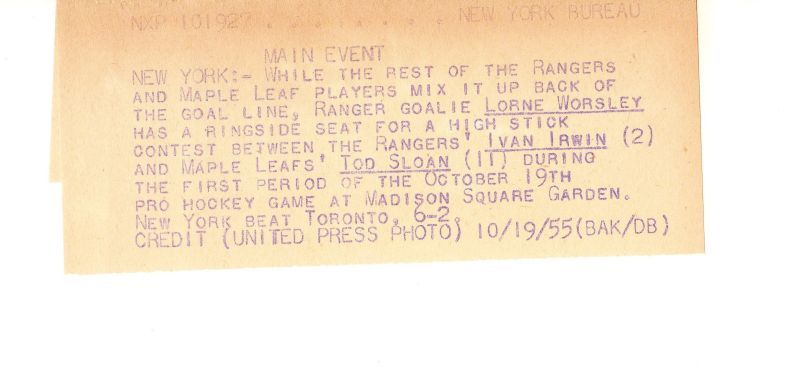 NXP 101927 . . . . . . . . NEW YORK BUREAU
MAIN EVENT
NEW YORK:- WHILE THE REST OF THE RANGERS
AND MAPLE LEAF PLAYERS MIX IT UP BACK OF
THE GOAL LINE, RANGER GOALIE LORNE WORSLEY
HAS A RINGSIDE SEAT FOR A HIGH STICK
CONTEST BETWEEN THE RANGERS' IVAN IRWIN (2)
AND MAPLE LEAFS' TOD SLOAN (11) DURING
THE FIRST PERIOD OF THE OCTOBER 19TH
PRO HOCKEY GAME AT MADISON SQUARE GARDEN.
NEW YORK BEAT TORONTO, 6-2.
CREDIT (UNITED PRESS PHOTO) 10/19/55(BAK/DB)